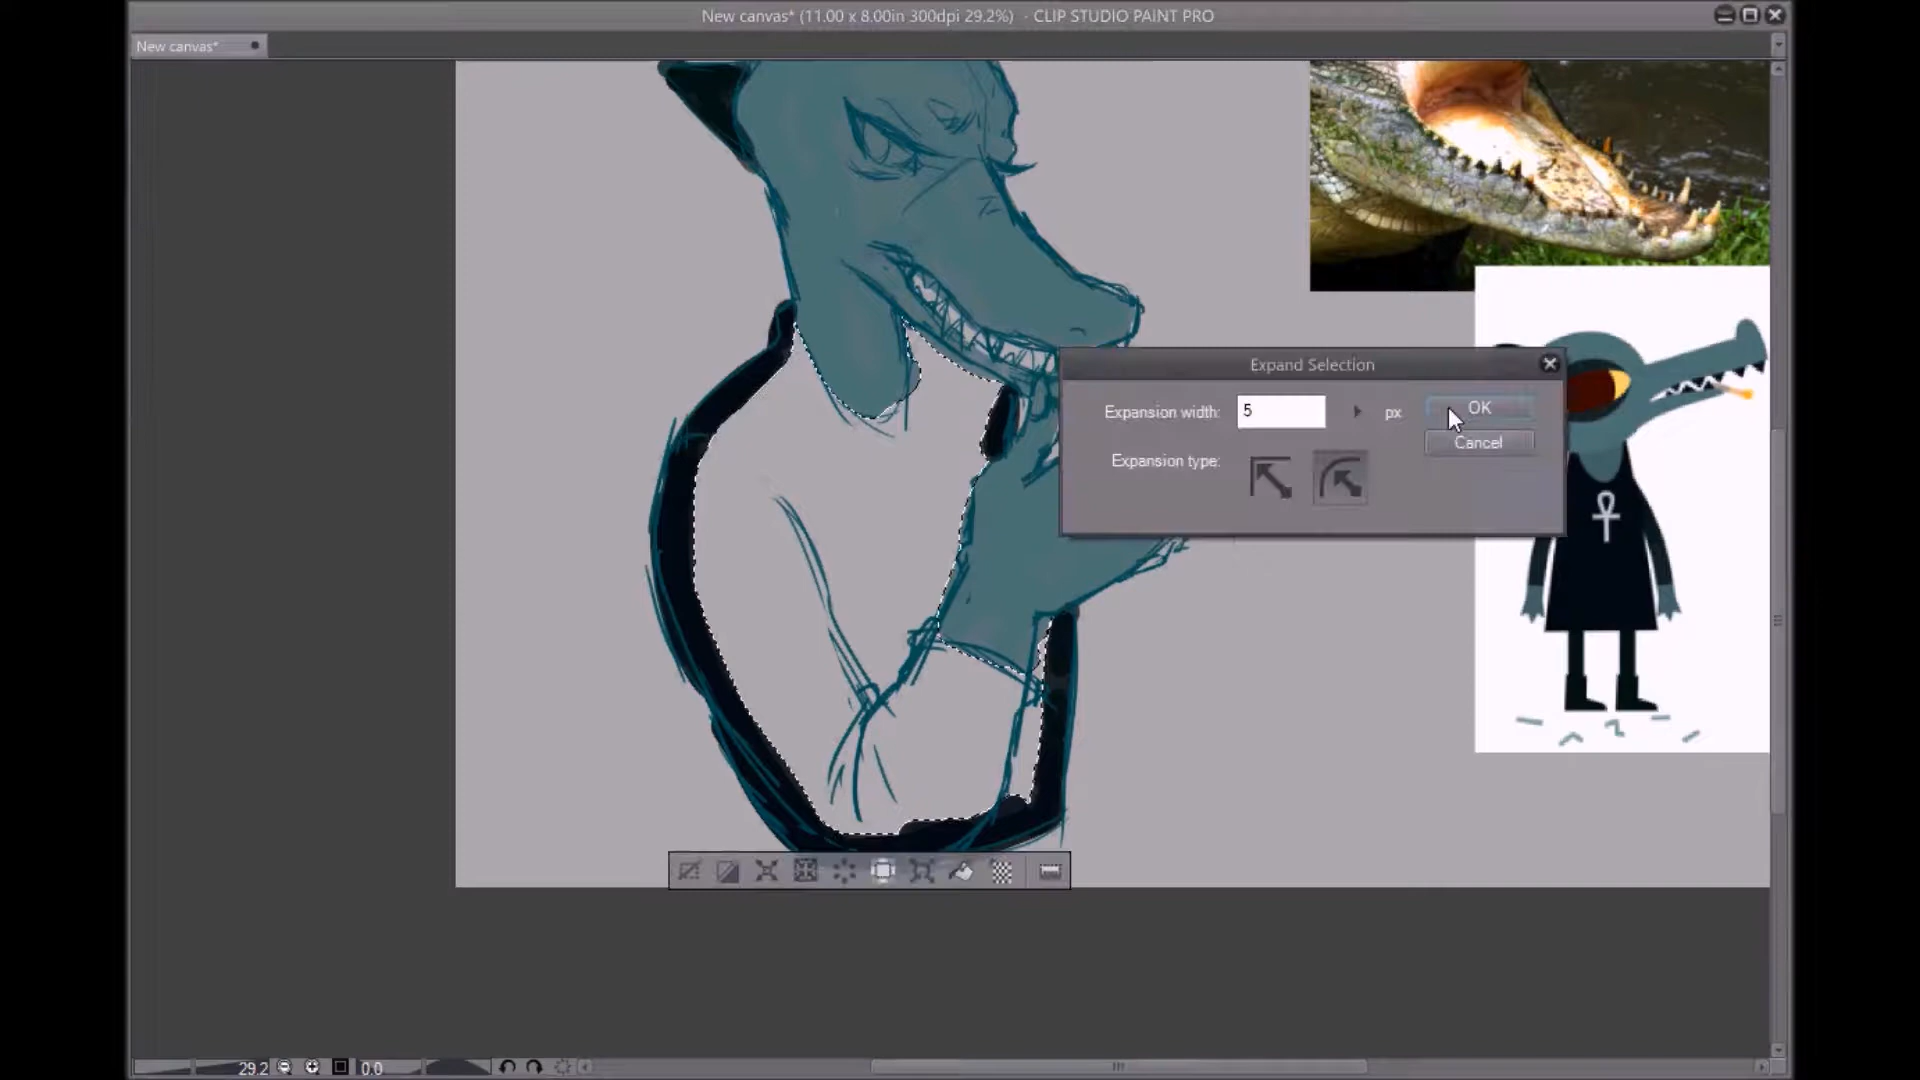 New canvas* (11.00 x 8.00in 300dpi 29.2%) - CLIP STUDIO PAINT PRO
New canvas*
Expand Selection
Expansion width: 5 px OK
Cancel
Expansion type:
29.2 0.0